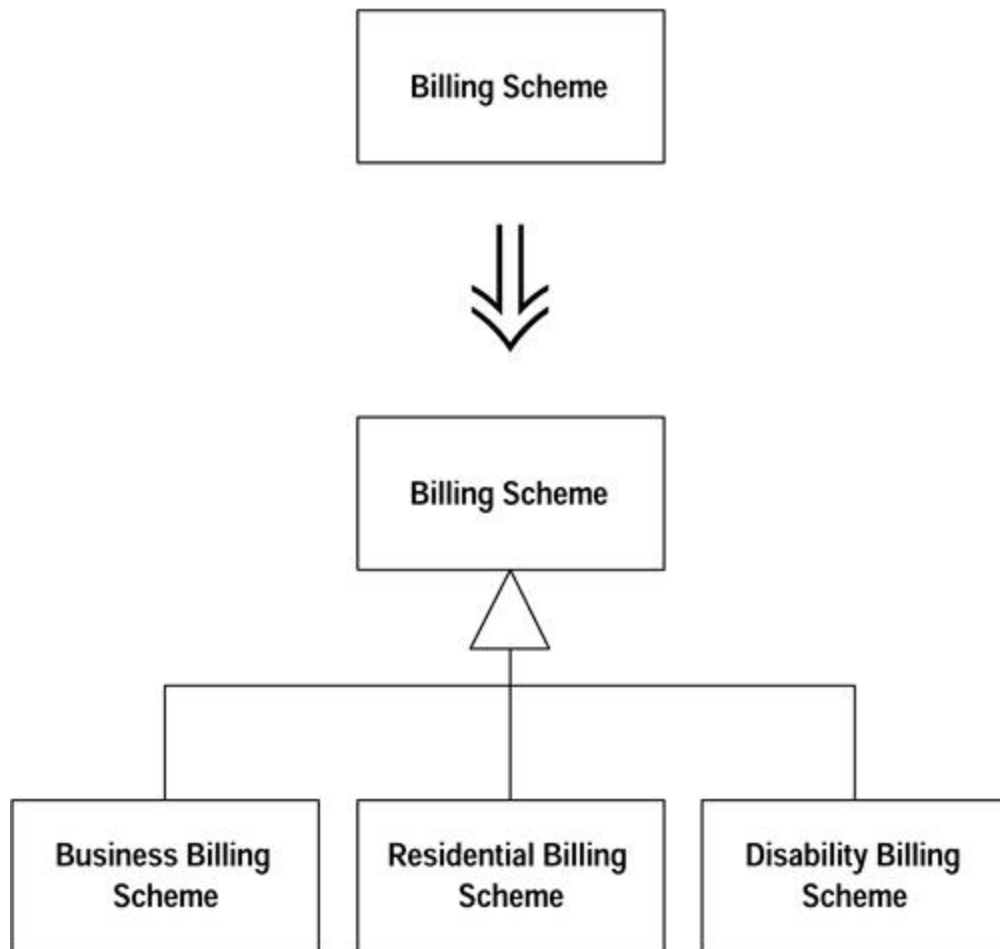 Billing Scheme
Billing Scheme
Business Billing
Scheme
Residential Billing
Scheme
Disability Billing
Scheme